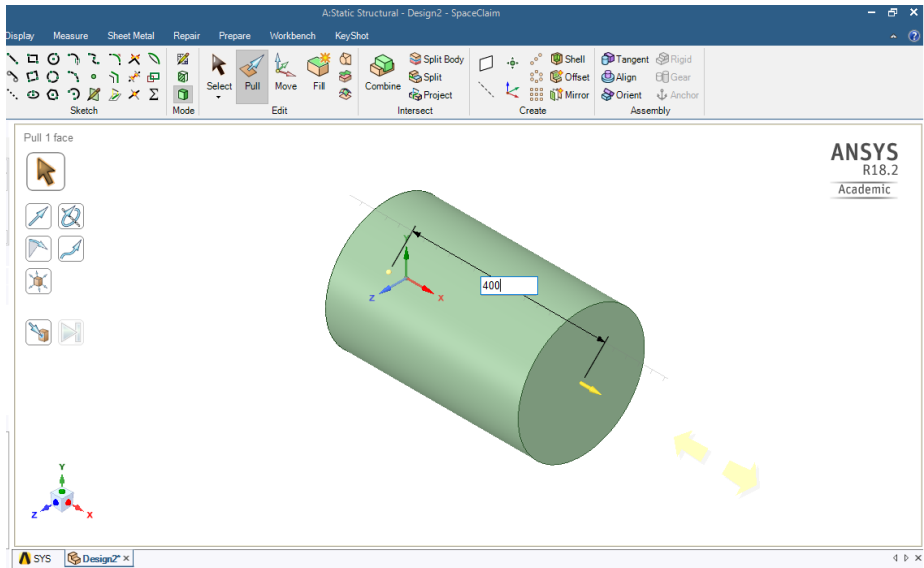 A:Static Structural - Design2 - SpaceClaim
Display Measure Sheet Metal Repair Prepare Workbench KeyShot
Select Pull Move Fill Combine Split Body Split Project Shell Offset Mirror Tangent Align Orient Rigid Gear Anchor
Sketch Mode Edit Intersect Create Assembly
Pull 1 face
ANSYS
R18.2
Academic
Y
Z X
400
Y
Z X
SYS Design2*